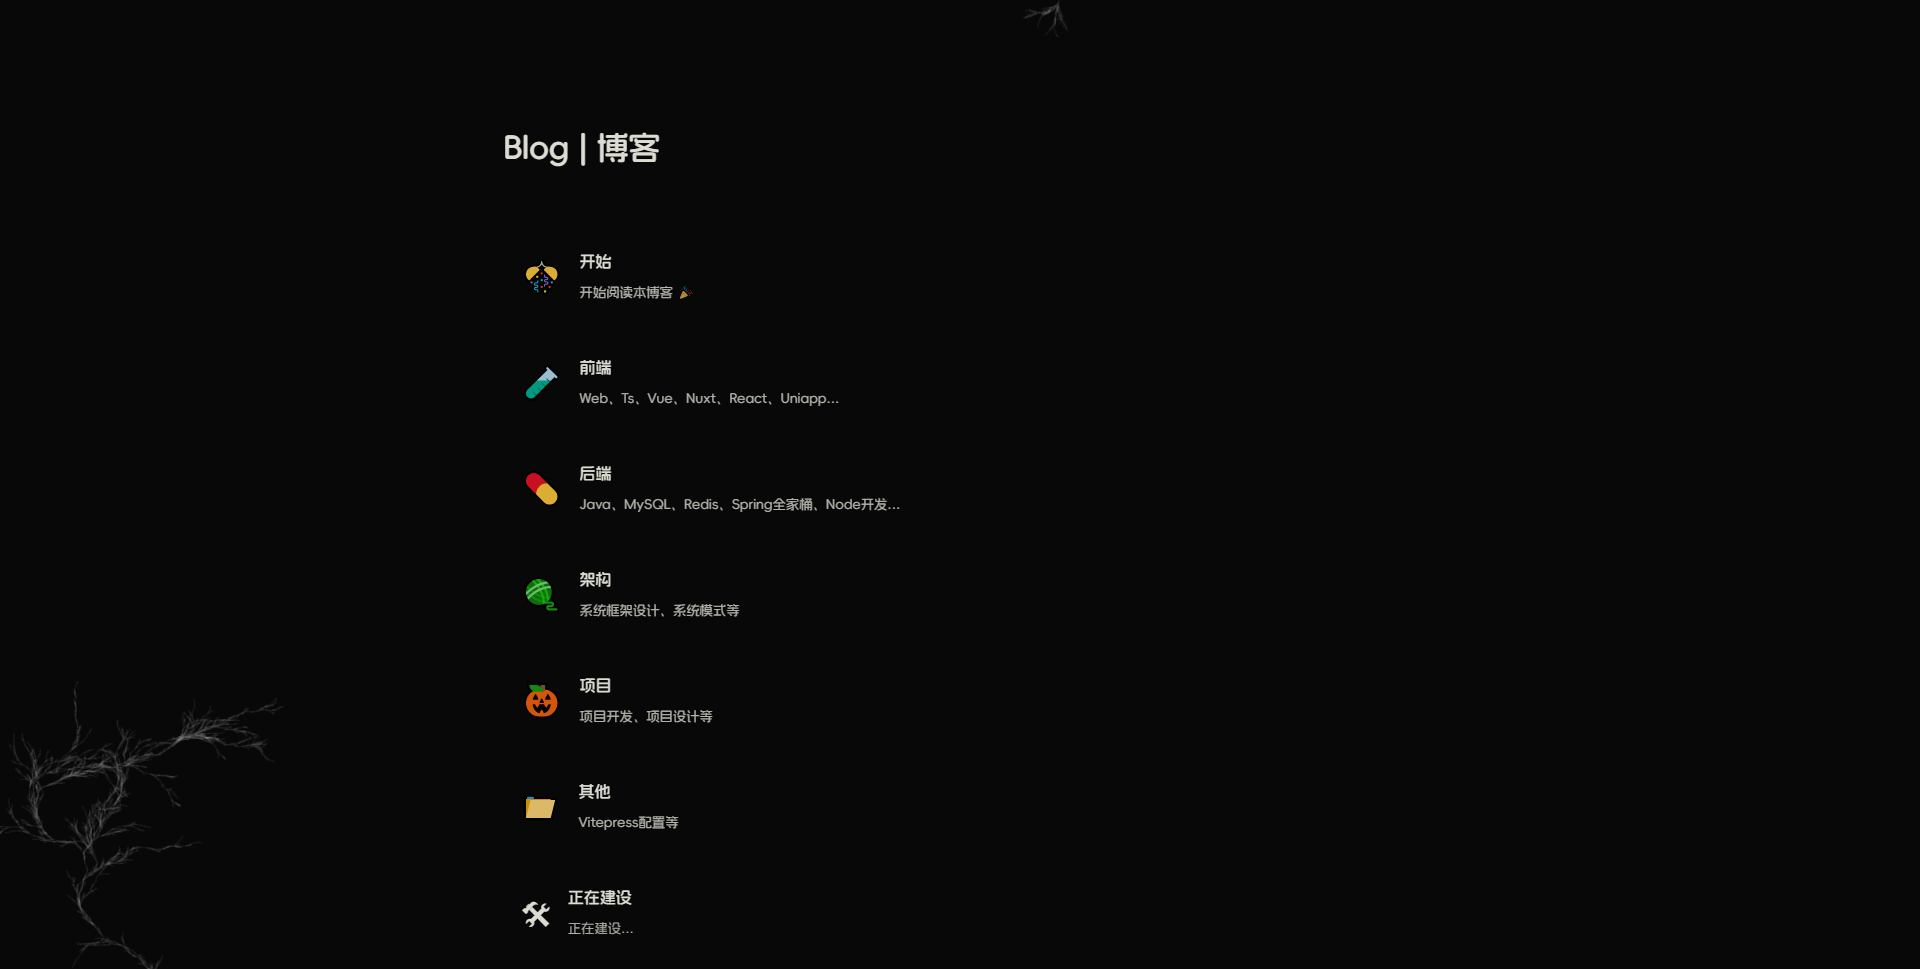 Blog | 博客
开始
开始阅读本博客 🎉
前端
Web、Ts、Vue、Nuxt、React、Uniapp...
后端
Java、MySQL、Redis、Spring全家桶、Node开发...
架构
系统框架设计、系统模式等
项目
项目开发、项目设计等
其他
Vitepress配置等
正在建设
正在建设...